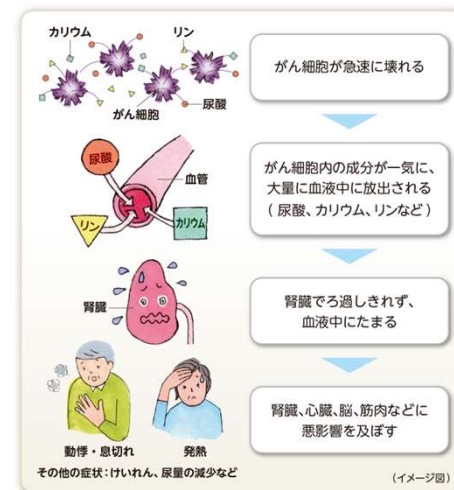 カリウム
リン
がん細胞
尿酸
がん細胞が急速に壊れる
尿酸
血管
リン
カリウム
がん細胞内の成分が一気に、
大量に血液中に放出される
(尿酸、カリウム、リンなど)
腎臓
腎臓でろ過しきれず、
血液中にたまる
動悸・息切れ
発熱
その他の症状：けいれん、尿量の減少など
腎臓、心臓、脳、筋肉などに
悪影響を及ぼす
(イメージ図)